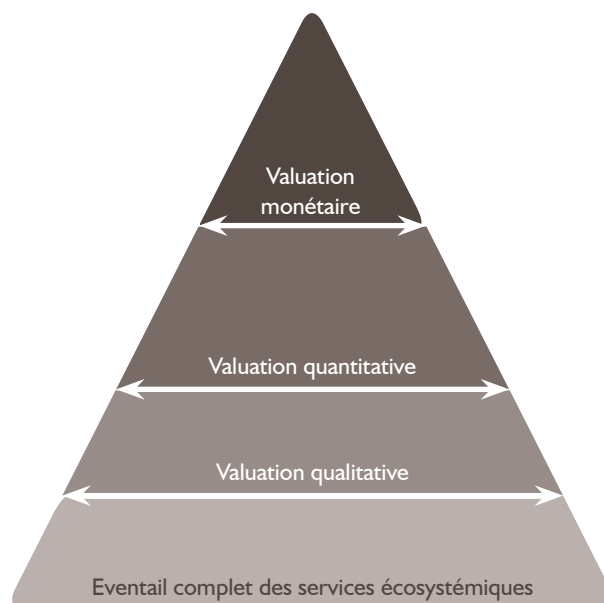 Valuation
monétaire
Valuation quantitative
Valuation qualitative
Eventail complet des services écosystémiques